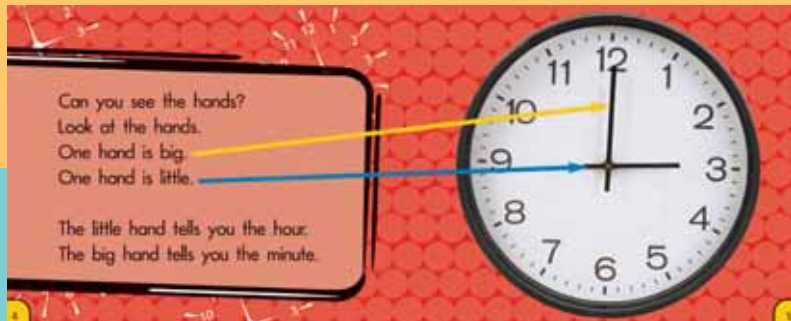 Can you see the hands?
Look at the hands.
One hand is big.
One hand is little.
The little hand tells you the hour.
The big hand tells you the minute.
12
1
2
3
4
5
6
7
8
9
10
11